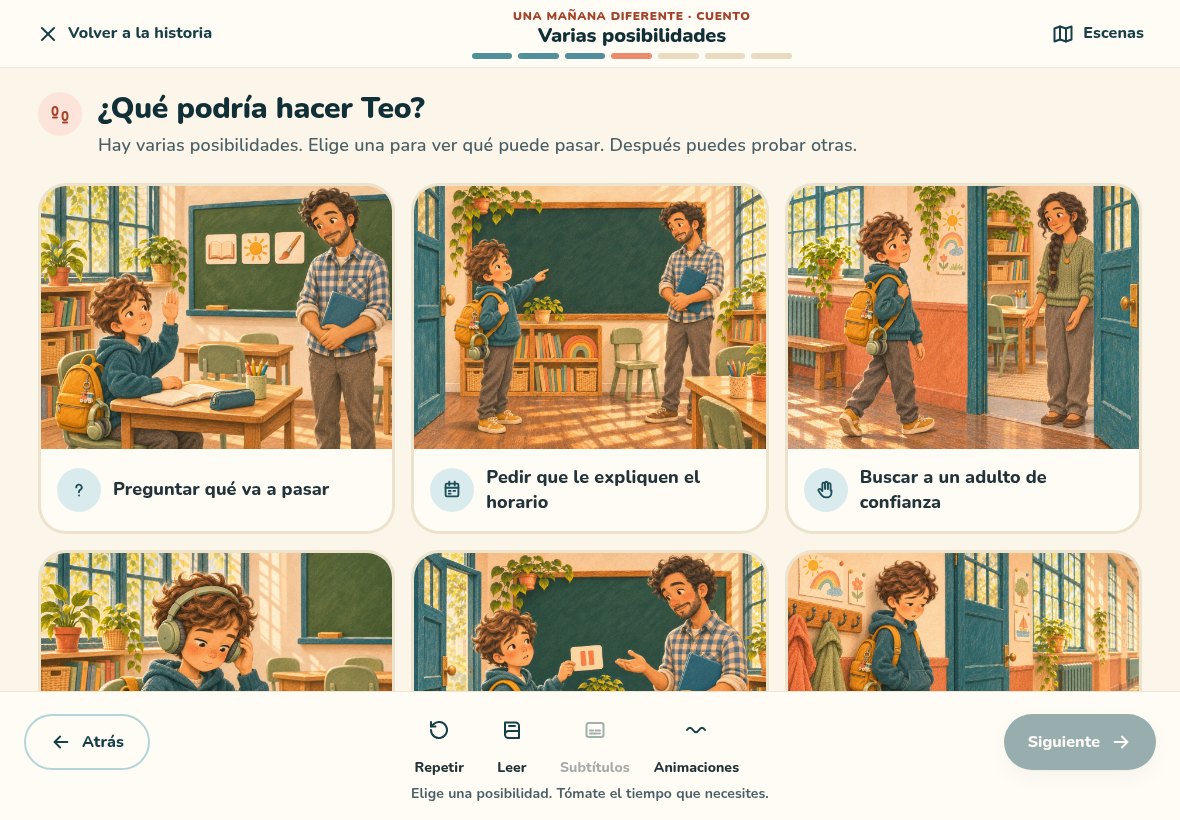 Volver a la historia
UNA MAÑANA DIFERENTE · CUENTO
Varias posibilidades
Escenas
¿Qué podría hacer Teo?
Hay varias posibilidades. Elige una para ver qué puede pasar. Después puedes probar otras.
? Preguntar qué va a pasar
Pedir que le expliquen el
horario
Buscar a un adulto de
confianza
Atrás
Repetir
Leer
Subtítulos
Animaciones
Siguiente
Elige una posibilidad. Tómate el tiempo que necesites.